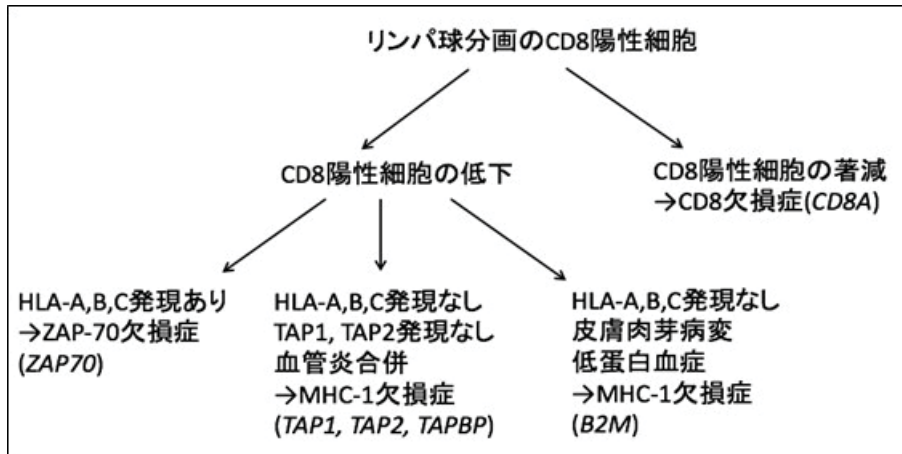 リンパ球分画のCD8陽性細胞
CD8陽性細胞の低下
CD8陽性細胞の著減
→CD8欠損症(CD8A)
HLA-A,B,C発現あり
→ZAP-70欠損症
(ZAP70)
HLA-A,B,C発現なし
TAP1, TAP2発現なし
血管炎合併
→MHC-1欠損症
(TAP1, TAP2, TAPBP)
HLA-A,B,C発現なし
皮膚肉芽病変
低蛋白血症
→MHC-1欠損症
(B2M)